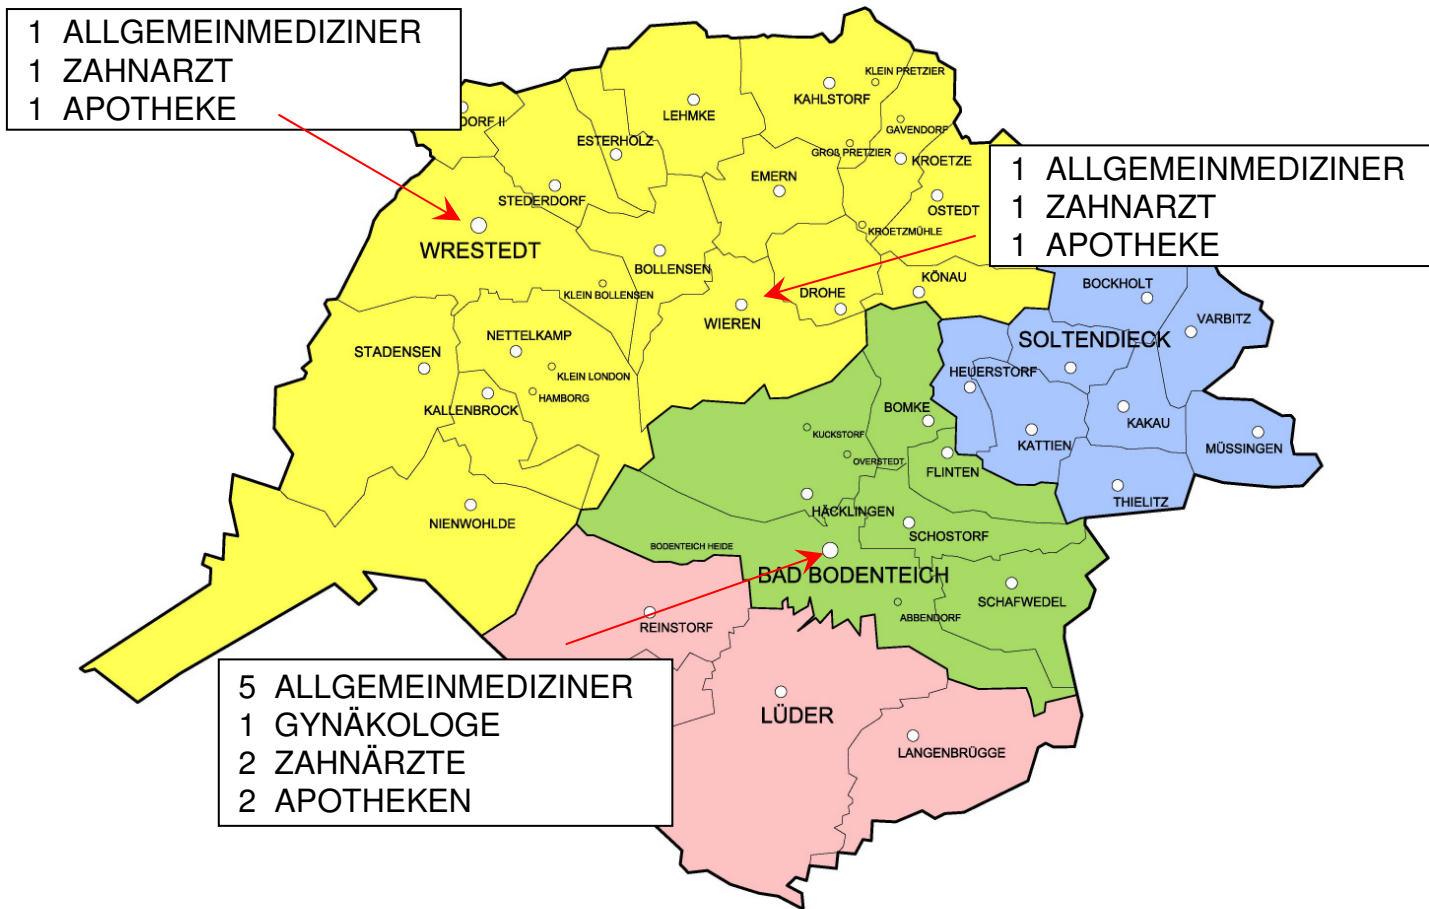 1 ALLGEMEINMEDIZINER
1 ZAHNARZT
1 APOTHEKE
DORF II
LEHMKE
KAHLSTORF
KLEIN PRETZIER
GAVENDORF
ESTERHOLZ
GROß PRETZIER
KROETZE
1 ALLGEMEINMEDIZINER
1 ZAHNARZT
1 APOTHEKE
EMERN
STEDERDORF
OSTEDT
KROETZMÜHLE
WRESTEDT
BOLLENSEN
KLEIN BOLLENSEN
DROHE
KÖNAU
BOCKHOLT
WIEREN
VARBITZ
NETTELKAMP
STADENSEN
SOLTENDIECK
KLEIN LONDON
HEUERSTORF
HAMBORG
KALLENBROCK
BOMKE
KAKAU
KUCKSTORF
KATTIEN
MÜSSINGEN
OVERSTEDT
FLINTEN
THIELITZ
HÄCKLINGEN
NIENWOHLDE
SCHOSTORF
BODENTEICH HEIDE
BAD BODENTEICH
SCHAFWEDEL
ABBENDORF
REINSTORF
5 ALLGEMEINMEDIZINER
1 GYNÄKOLOGE
2 ZAHNÄRZTE
2 APOTHEKEN
LÜDER
LANGENBRÜGGE